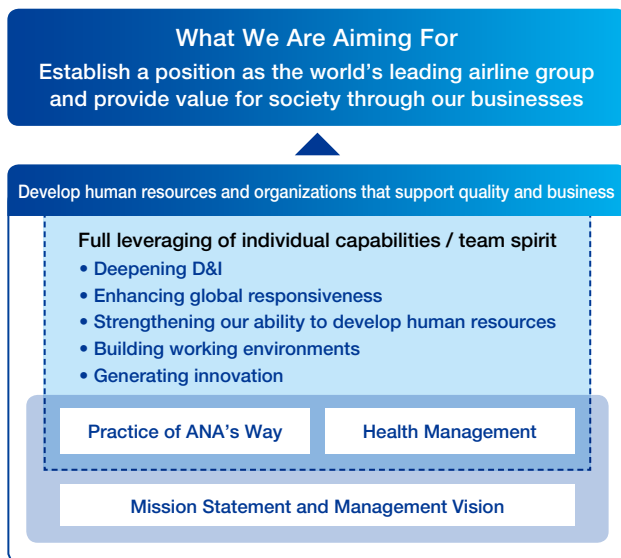 What We Are Aiming For
Establish a position as the world's leading airline group
and provide value for society through our businesses
Develop human resources and organizations that support quality and business
Full leveraging of individual capabilities / team spirit
• Deepening D&I
• Enhancing global responsiveness
• Strengthening our ability to develop human resources
• Building working environments
• Generating innovation
Practice of ANA's Way
Health Management
Mission Statement and Management Vision